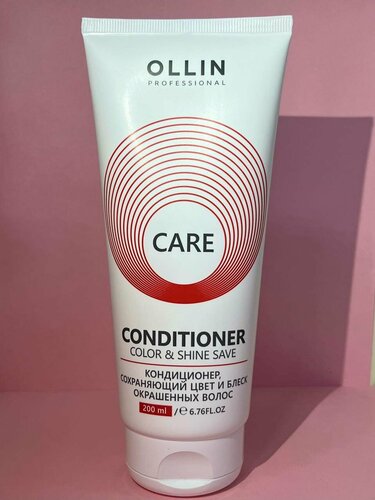 OLLIN
PROFESSIONAL
CARE
CONDITIONER
COLOR & SHINE SAVE
КОНДИЦИОНЕР,
СОХРАНЯЮЩИЙ ЦВЕТ И БЛЕСК
ОКРАШЕННЫХ ВОЛОС
200 ml / ℮ 6.76FL.OZ